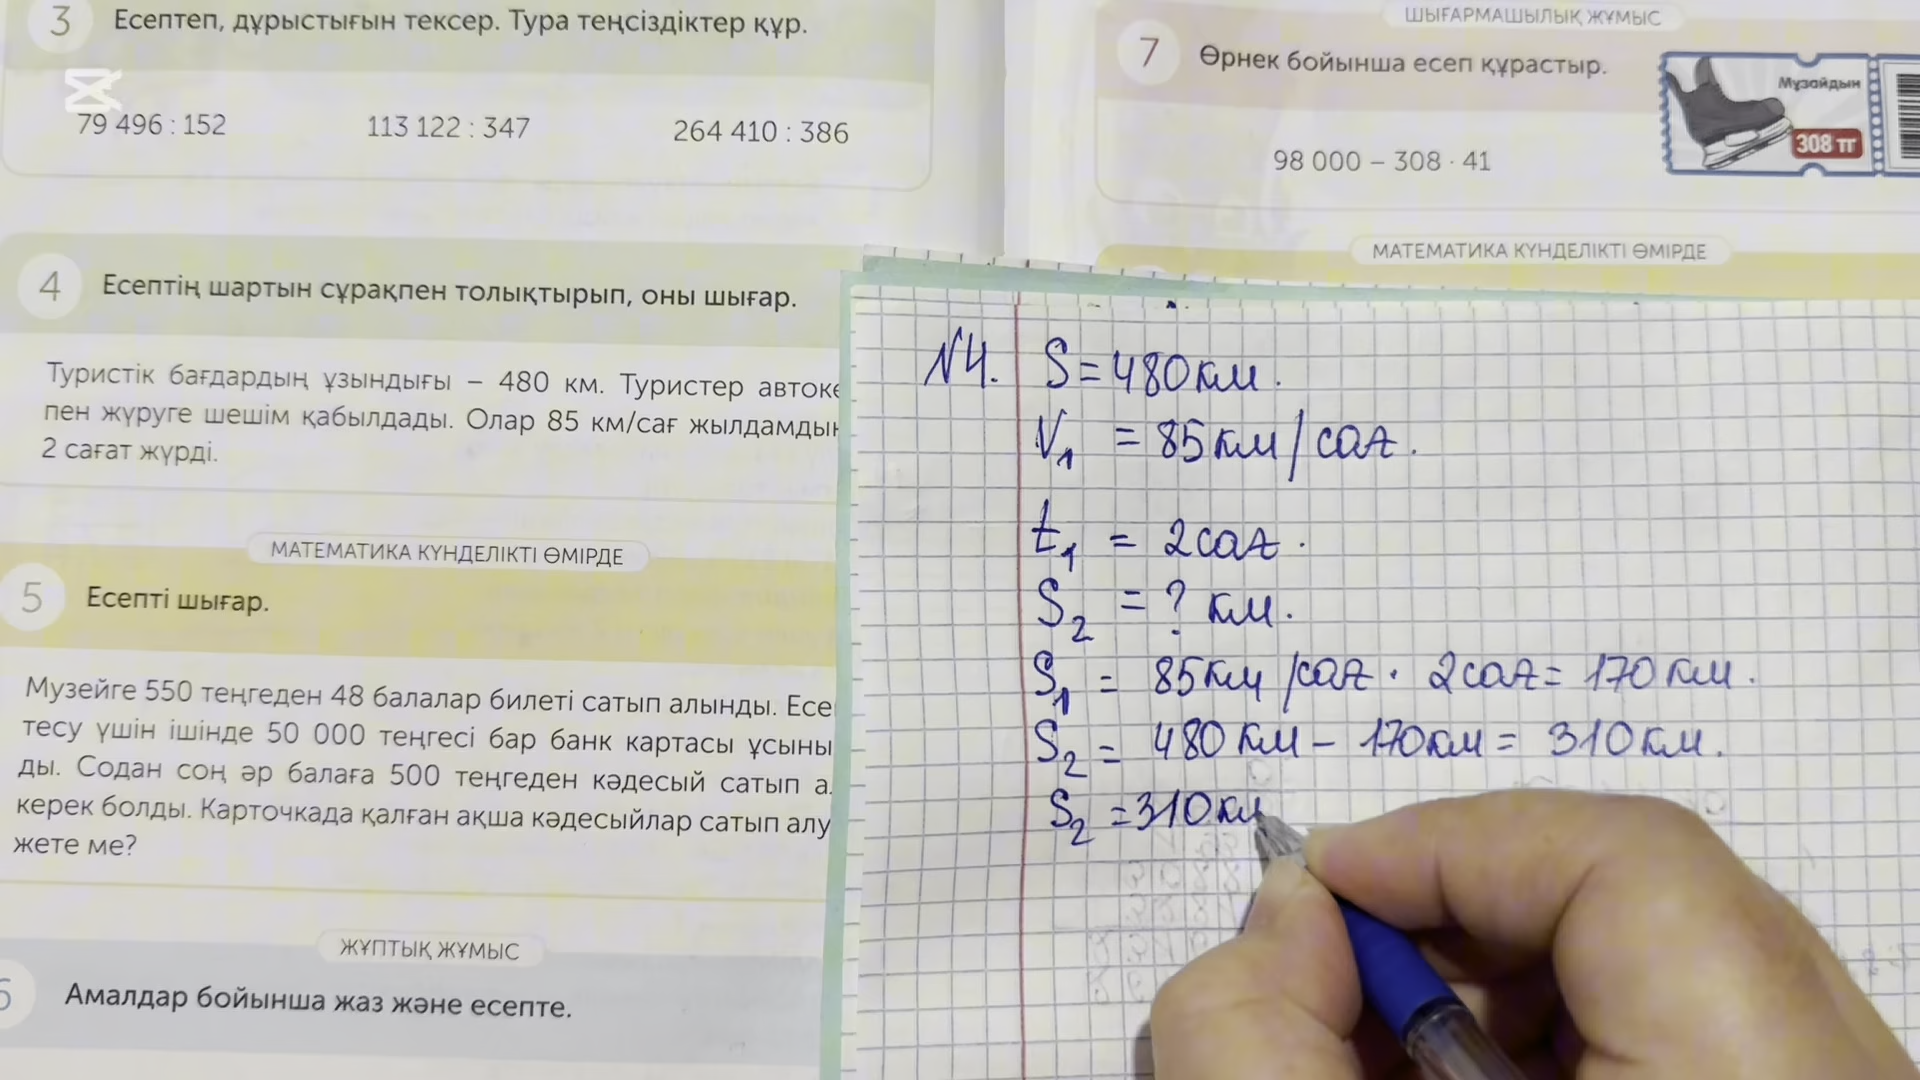 3 Есептеп, дұрыстығын тексер. Тура теңсіздіктер құр.
79 496 : 152 113 122 : 347 264 410 : 386
4 Есептің шартын сұрақпен толықтырып, оны шығар.
Туристік бағдардың ұзындығы – 480 км. Туристер автоке
пен жүруге шешім қабылдады. Олар 85 км/сағ жылдамдық
2 сағат жүрді.
МАТЕМАТИКА КҮНДЕЛІКТІ ӨМІРДЕ
5 Есепті шығар.
Музейге 550 теңгеден 48 балалар билеті сатып алынды. Есе
тесу үшін ішінде 50 000 теңгесі бар банк картасы ұсыны
ды. Содан соң әр балаға 500 теңгеден кәдесый сатып а
керек болды. Карточкада қалған ақша кәдесыйлар сатып алу
жете ме?
ЖҰПТЫҚ ЖҰМЫС
6 Амалдар бойынша жаз және есепте.
ШЫҒАРМАШЫЛЫҚ ЖҰМЫС
7 Өрнек бойынша есеп құрастыр.
98 000 – 308 · 41
Мұзайдын
308 тг
МАТЕМАТИКА КҮНДЕЛІКТІ ӨМІРДЕ
N4. S = 480 км.
V₁ = 85 км/сағ.
t₁ = 2 сағ.
S₂ = ? км.
S₁ = 85 км/сағ · 2 сағ = 170 км.
S₂ = 480 км – 170 км = 310 км.
S₂ = 310 км